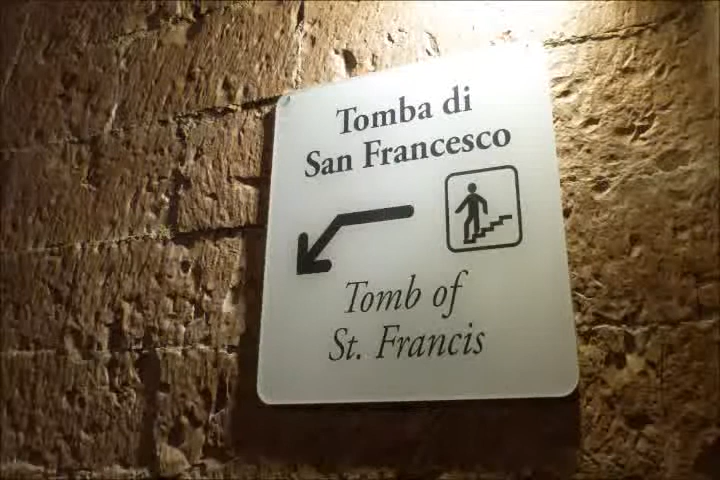 Tomba di
San Francesco
Tomb of
St. Francis